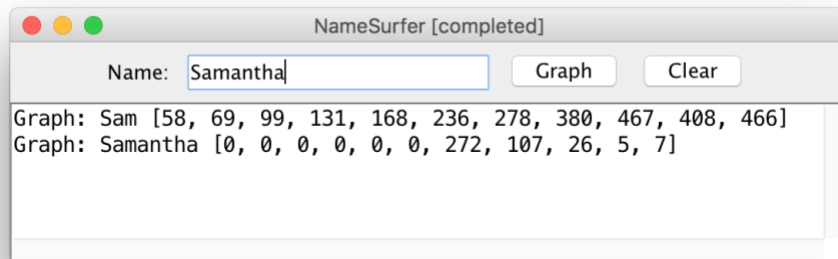 NameSurfer [completed]
Name: Samantha Graph Clear
Graph: Sam [58, 69, 99, 131, 168, 236, 278, 380, 467, 408, 466]
Graph: Samantha [0, 0, 0, 0, 0, 0, 272, 107, 26, 5, 7]